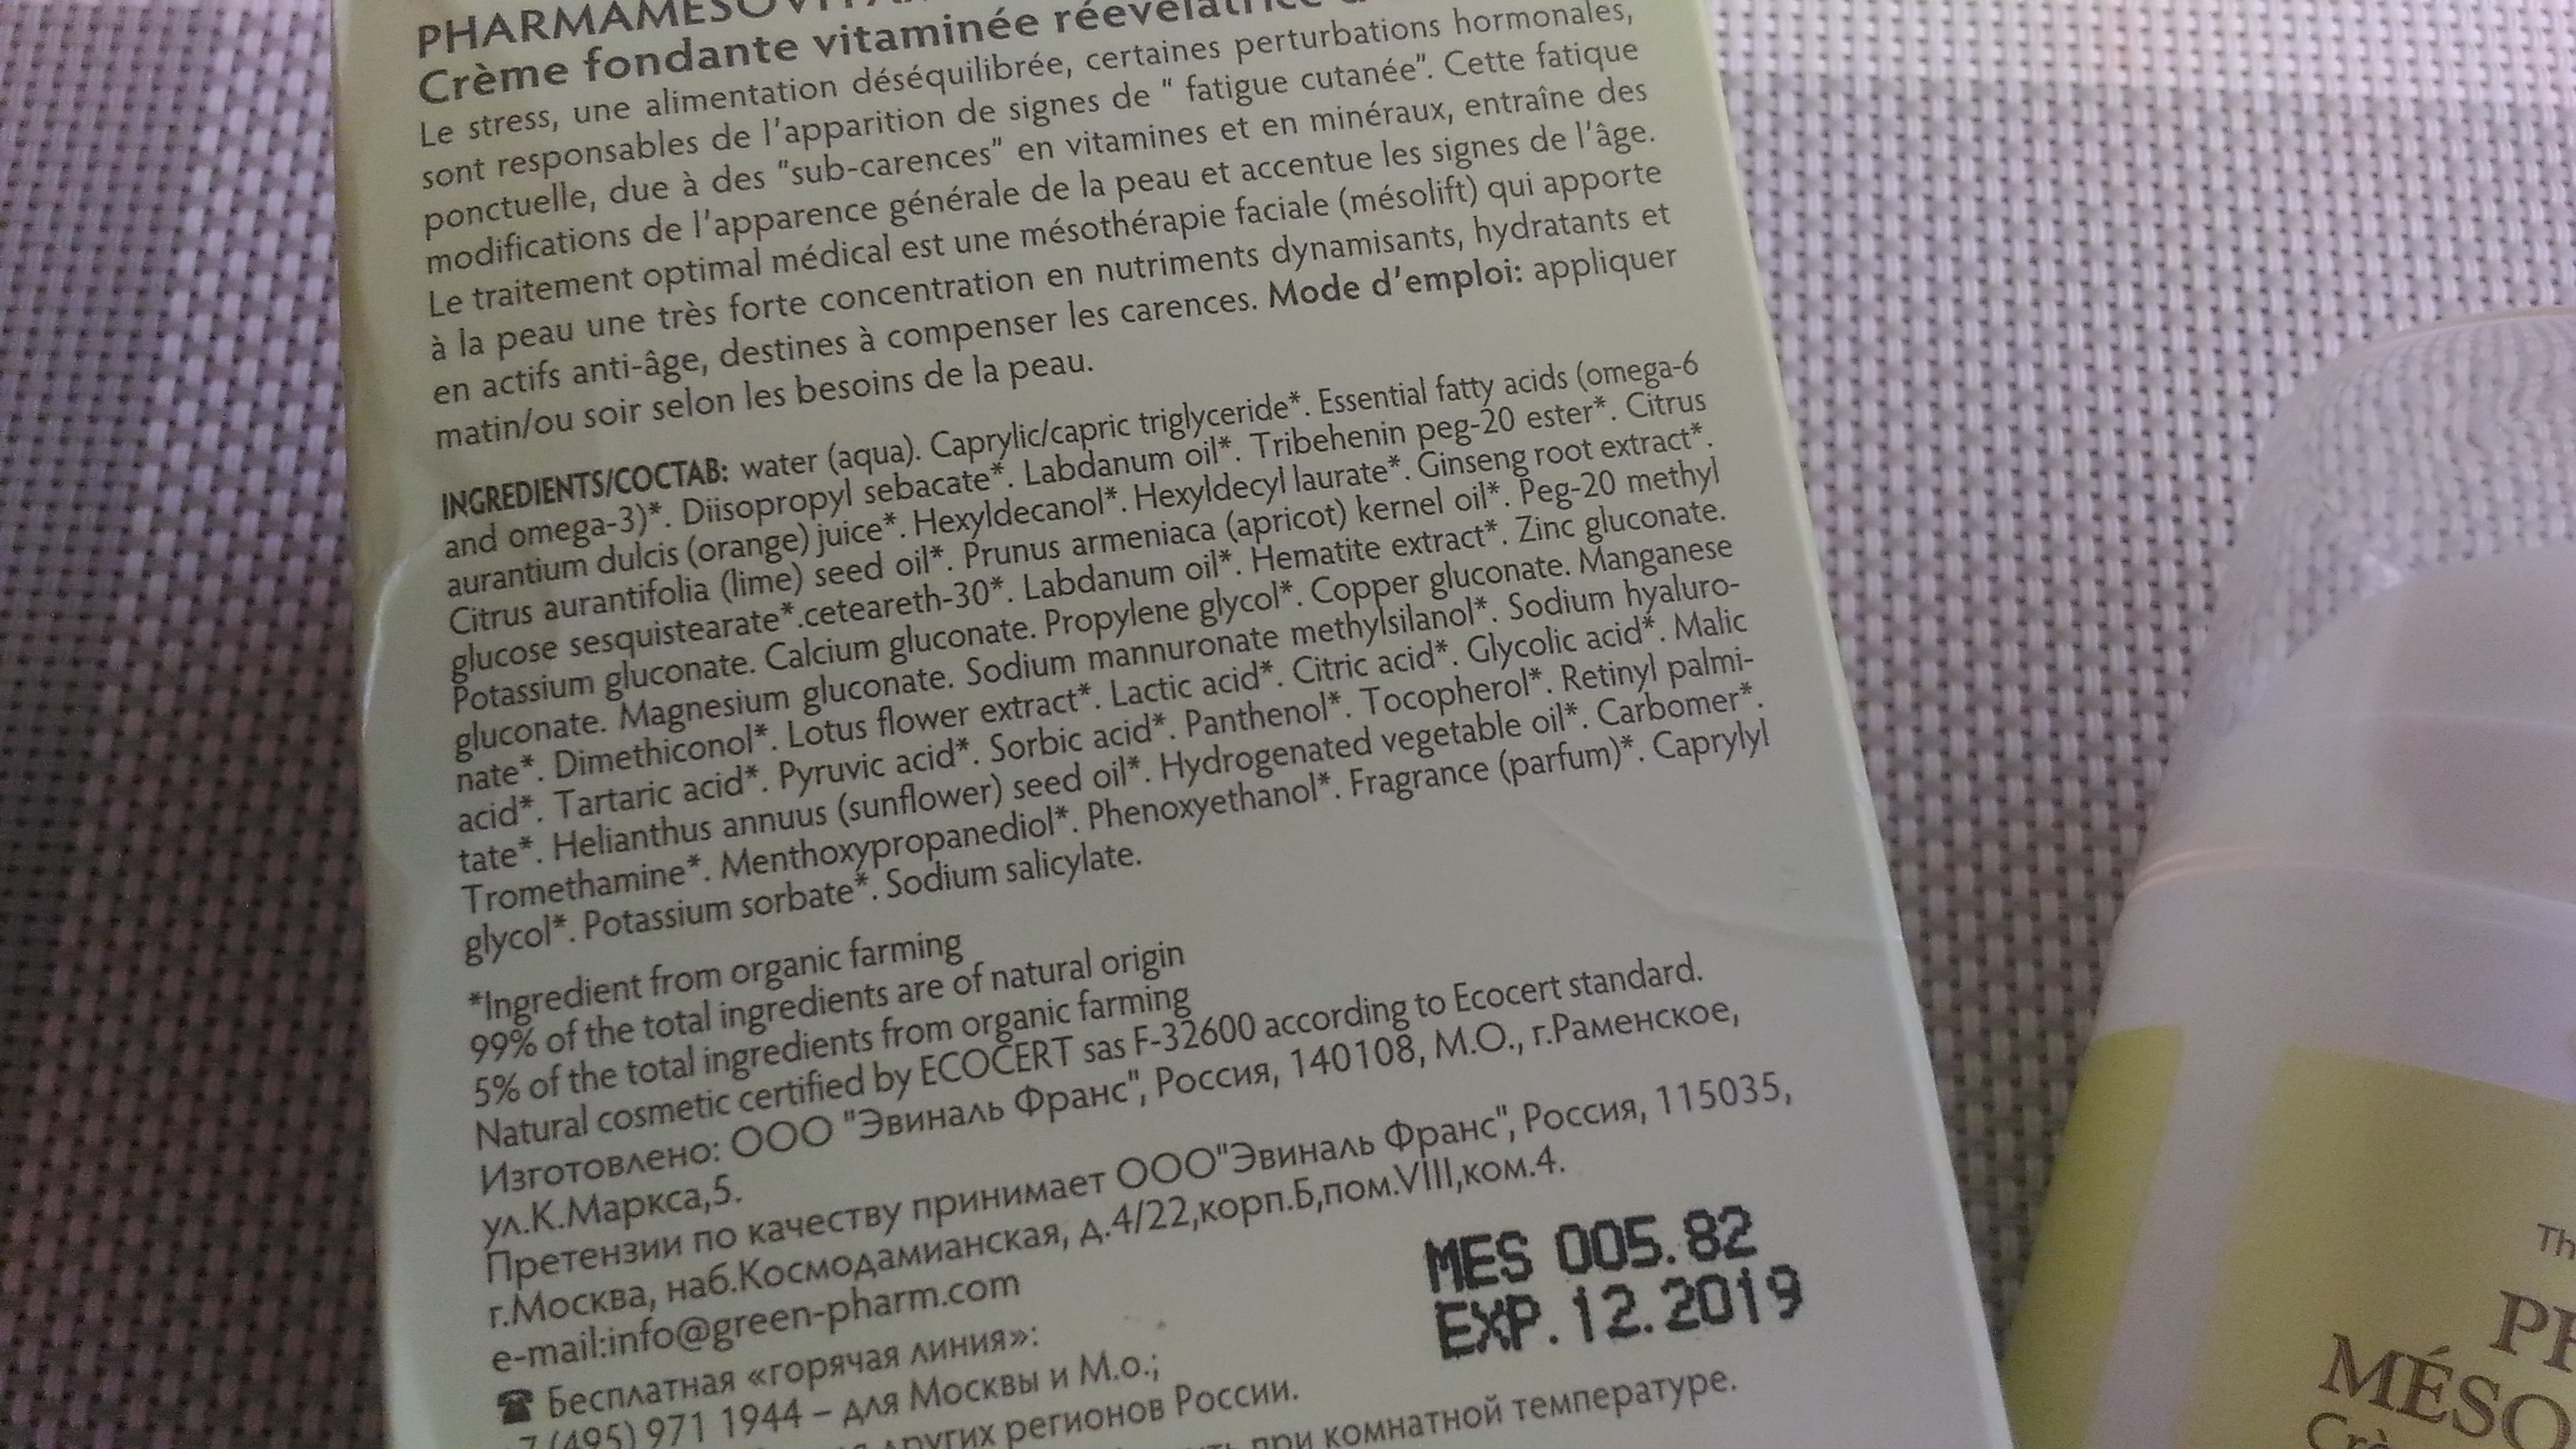 Crème fondante vitaminée
Le stress, une alimentation déséquilibrée, certaines perturbations hormonales,
sont responsables de l'apparition de signes de " fatigue cutanée". Cette fatique
ponctuelle, due à des "sub-carences" en vitamines et en minéraux, entraîne des
modifications de l'apparence générale de la peau et accentue les signes de l'âge.
Le traitement optimal médical est une mésothérapie faciale (mésolift) qui apporte
à la peau une très forte concentration en nutriments dynamisants, hydratants et
en actifs anti-âge, destines à compenser les carences. Mode d'emploi: appliquer
matin/ou soir selon les besoins de la peau.
INGREDIENTS/СОСТАВ: water (aqua). Caprylic/capric triglyceride*. Essential fatty acids (omega-6
and omega-3)*. Diisopropyl sebacate*. Labdanum oil*. Tribehenin peg-20 ester*. Citrus
aurantium dulcis (orange) juice*. Hexyldecanol*. Hexyldecyl laurate*. Ginseng root extract*.
Citrus aurantifolia (lime) seed oil*. Prunus armeniaca (apricot) kernel oil*. Peg-20 methyl
glucose sesquistearate*.ceteareth-30*. Labdanum oil*. Hematite extract*. Zinc gluconate.
Potassium gluconate. Calcium gluconate. Propylene glycol*. Copper gluconate. Manganese
gluconate. Magnesium gluconate. Sodium mannuronate methylsilanol*. Sodium hyaluro-
nate*. Dimethiconol*. Lotus flower extract*. Lactic acid*. Citric acid*. Glycolic acid*. Malic
acid*. Tartaric acid*. Pyruvic acid*. Sorbic acid*. Panthenol*. Tocopherol*. Retinyl palmi-
tate*. Helianthus annuus (sunflower) seed oil*. Hydrogenated vegetable oil*. Carbomer*.
Tromethamine*. Menthoxypropanediol*. Phenoxyethanol*. Fragrance (parfum)*. Caprylyl
glycol*. Potassium sorbate*. Sodium salicylate.
*Ingredient from organic farming
99% of the total ingredients are of natural origin
5% of the total ingredients from organic farming
Natural cosmetic certified by ECOCERT sas F-32600 according to Ecocert standard.
Изготовлено: ООО "Эвиналь Франс", Россия, 140108, М.О., г.Раменское,
ул.К.Маркса,5.
Претензии по качеству принимает ООО"Эвиналь Франс", Россия, 115035,
г.Москва, наб.Космодамианская, д.4/22,корп.Б,пом.VIII,ком.4.
e-mail:info@green-pharm.com
☎ Бесплатная «горячая линия»:
7 (495) 971 1944 – для Москвы и М.о.;
других регионов России.
при комнатной температуре.
MES 005.82
EXP.12.2019